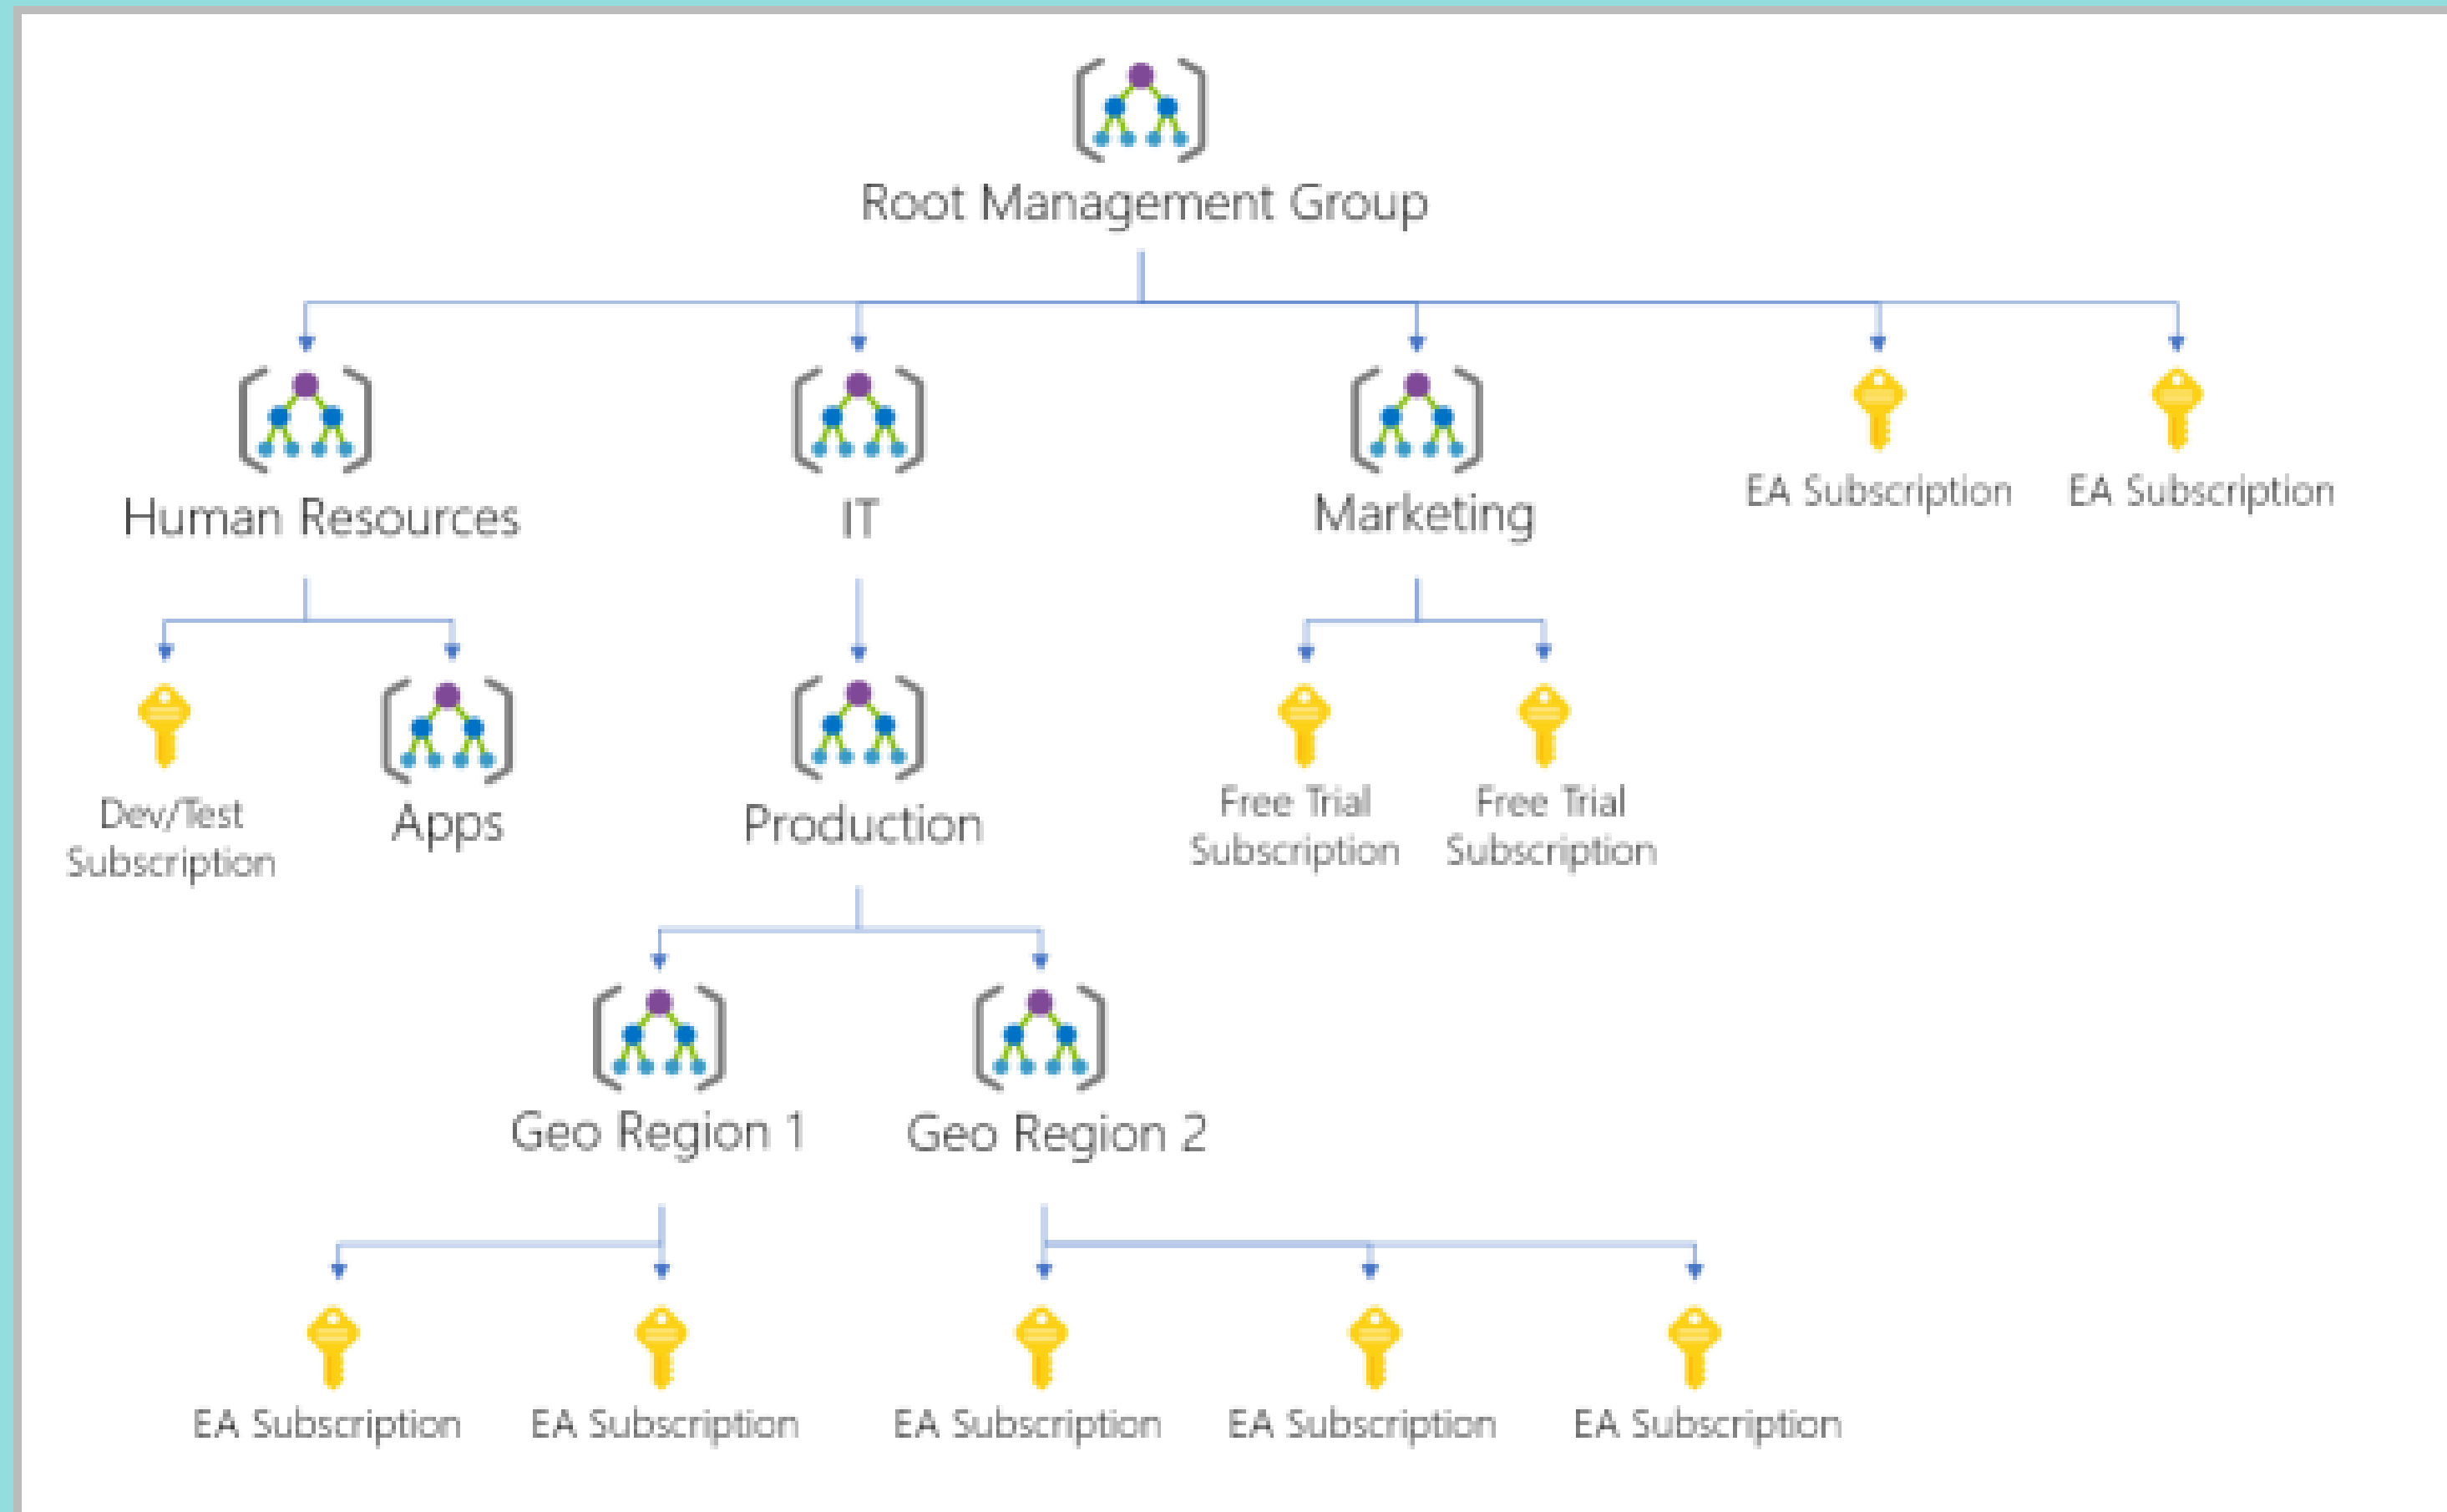 Root Management Group
Human Resources
IT
Marketing
EA Subscription
EA Subscription
Dev/Test
Subscription
Apps
Production
Free Trial
Subscription
Free Trial
Subscription
Geo Region 1
Geo Region 2
EA Subscription
EA Subscription
EA Subscription
EA Subscription
EA Subscription